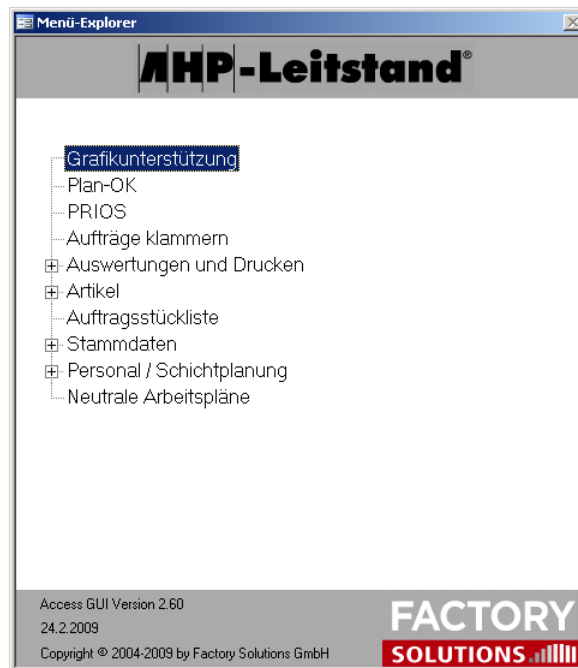 Menü-Explorer
AHP-Leitstand®
Grafikunterstützung
Plan-OK
PRIOS
Aufträge klammern
Auswertungen und Drucken
Artikel
Auftragsstückliste
Stammdaten
Personal / Schichtplanung
Neutrale Arbeitspläne
Access GUI Version 2.60
24.2.2009
Copyright © 2004-2009 by Factory Solutions GmbH
FACTORY
SOLUTIONS